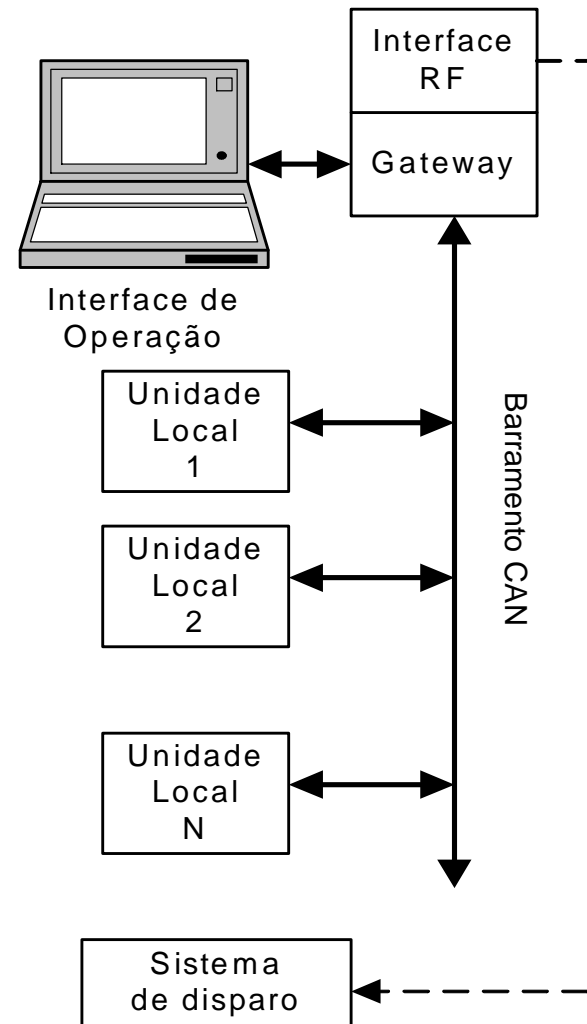 Interface
RF
Gateway
Interface de
Operação
Unidade
Local
1
Barramento CAN
Unidade
Local
2
Unidade
Local
N
Sistema
de disparo